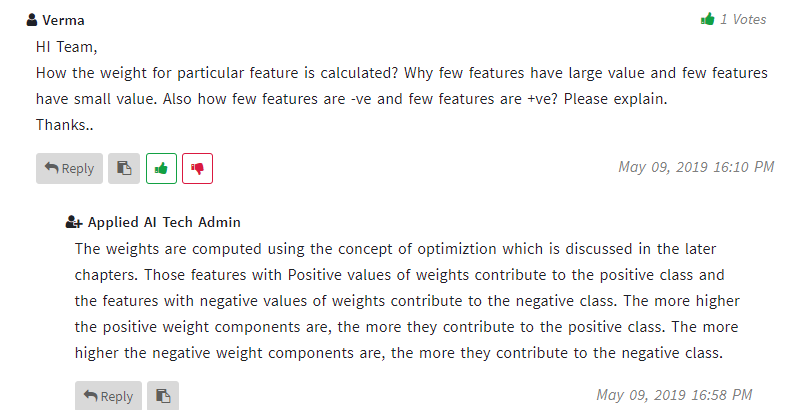 Verma
1 Votes
HI Team,
How the weight for particular feature is calculated? Why few features have large value and few features
have small value. Also how few features are -ve and few features are +ve? Please explain.
Thanks..
Reply
May 09, 2019 16:10 PM
Applied AI Tech Admin
The weights are computed using the concept of optimiztion which is discussed in the later
chapters. Those features with Positive values of weights contribute to the positive class and
the features with negative values of weights contribute to the negative class. The more higher
the positive weight components are, the more they contribute to the positive class. The more
higher the negative weight components are, the more they contribute to the negative class.
Reply
May 09, 2019 16:58 PM